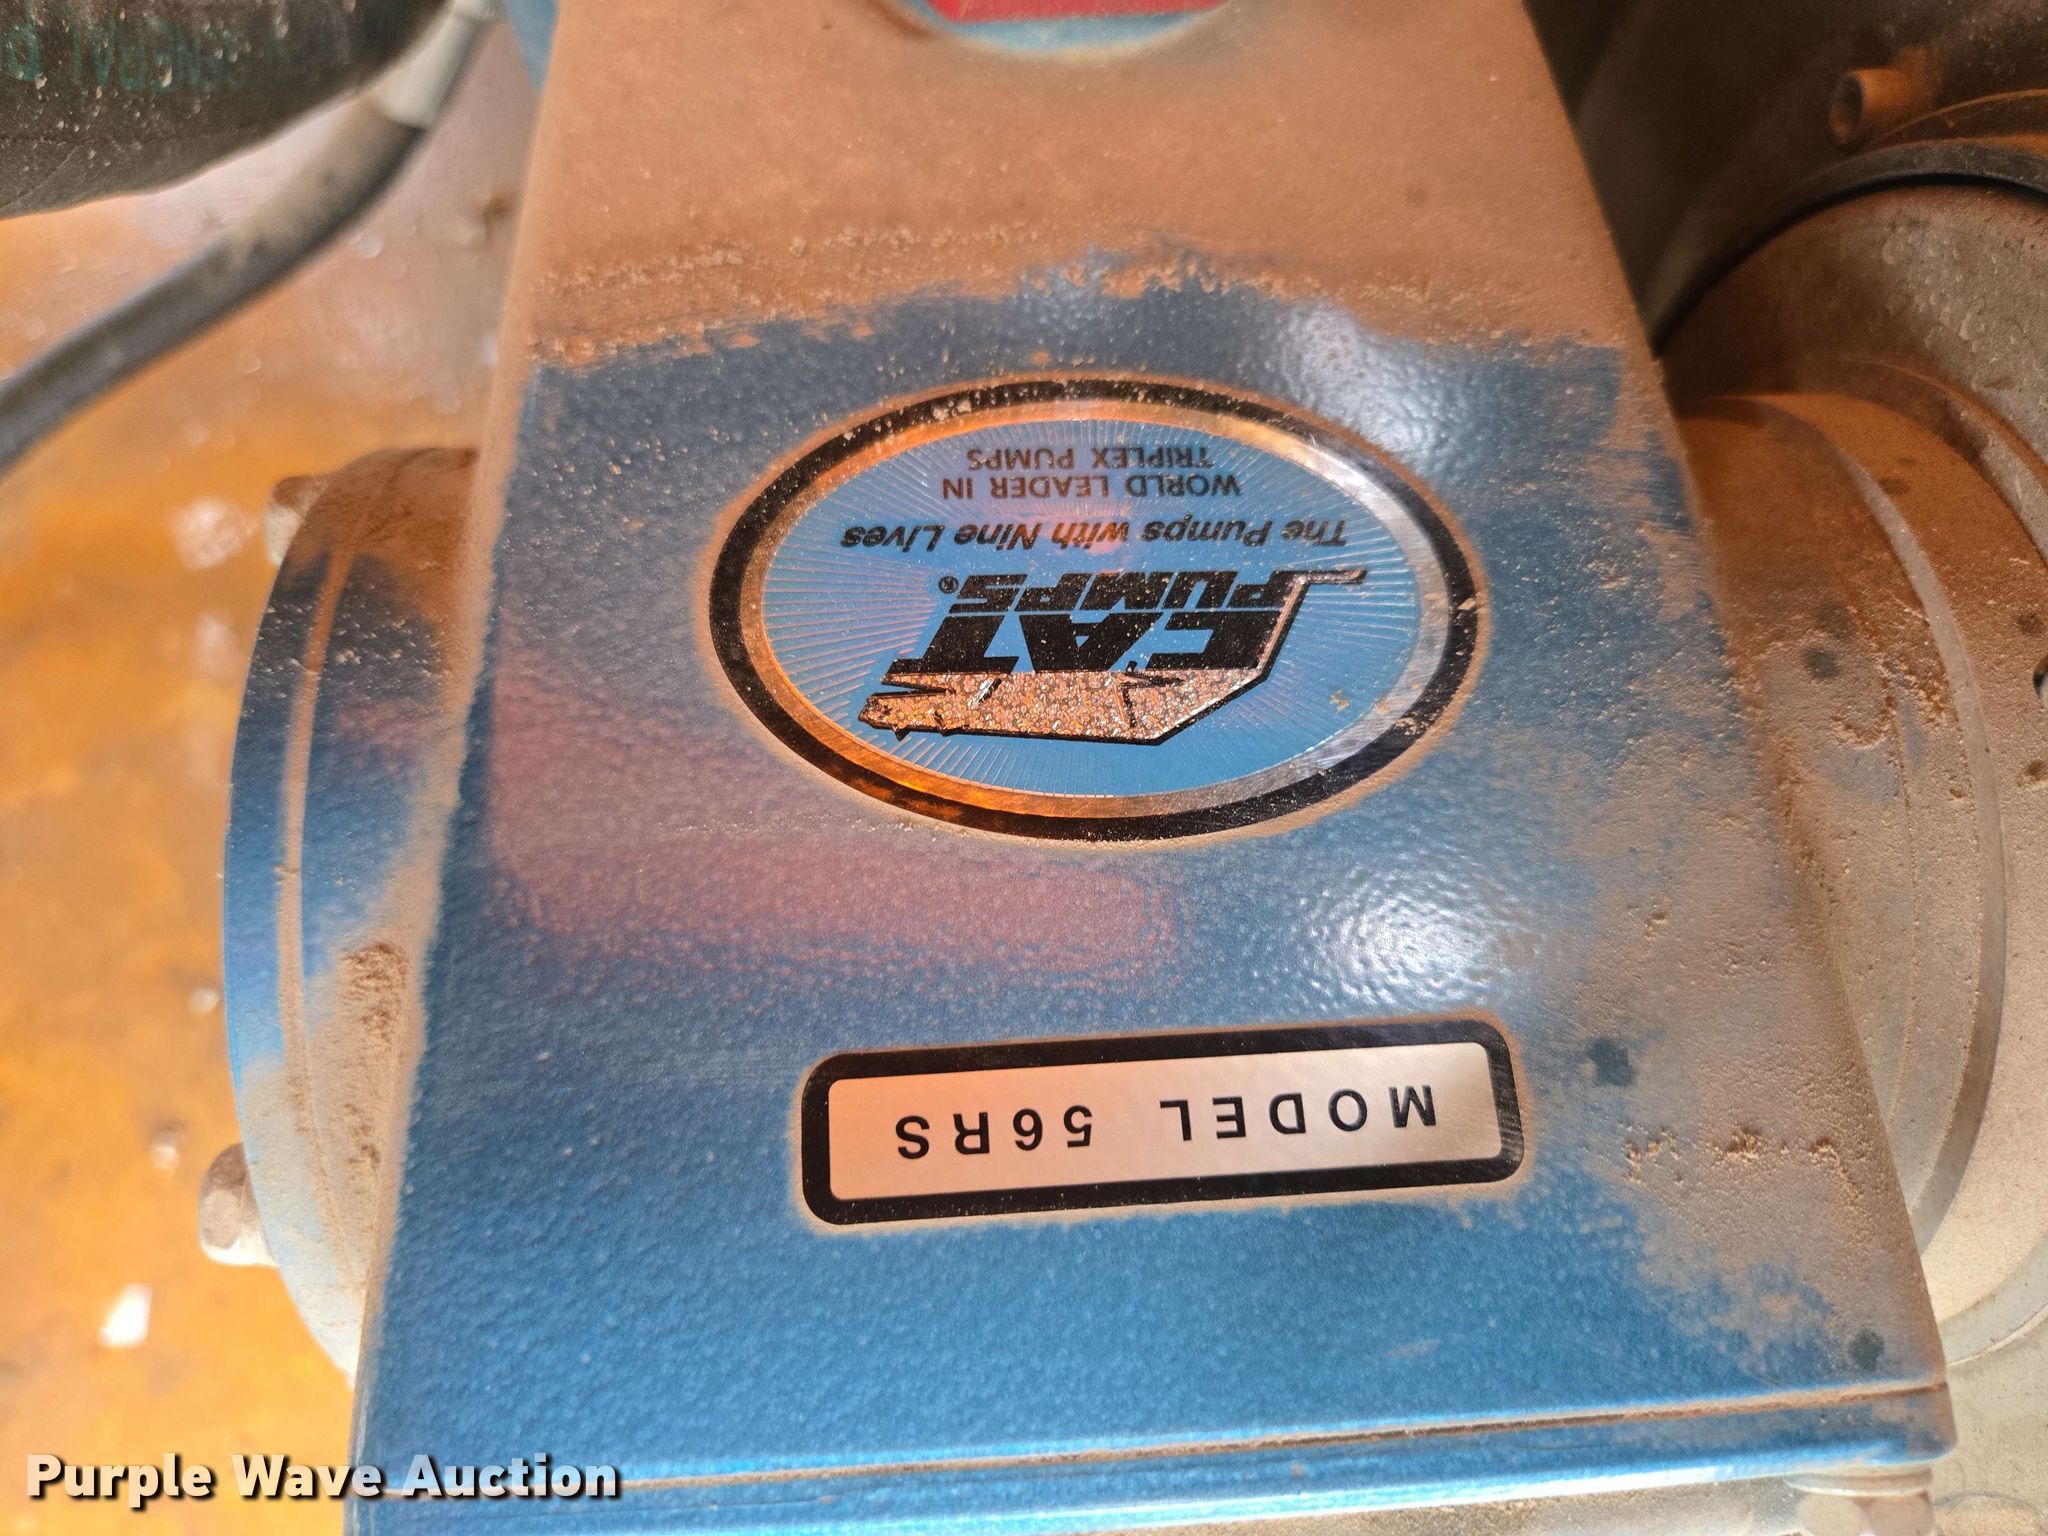 CAT
PUMPS®
The Pumps with Nine Lives
WORLD LEADER IN
TRIPLEX PUMPS
MODEL 56RS
Purple Wave Auction